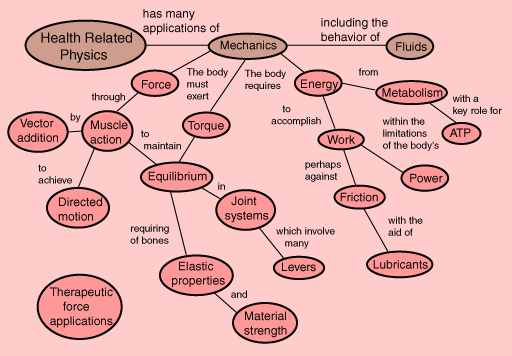 has many
applications of
including the
behavior of
Health Related
Physics
Mechanics
Fluids
Force
The body
must
exert
The body
requires
Energy
from
Metabolism
with a
key role for
ATP
through
Vector
addition
by
Muscle
action
to
maintain
Torque
to
accomplish
within the
limitations
of the body's
Work
Power
to
achieve
Directed
motion
Equilibrium
in
Joint
systems
perhaps
against
Friction
requiring
of bones
which involve
many
with the
aid of
Elastic
properties
Levers
Lubricants
and
Material
strength
Therapeutic
force
applications